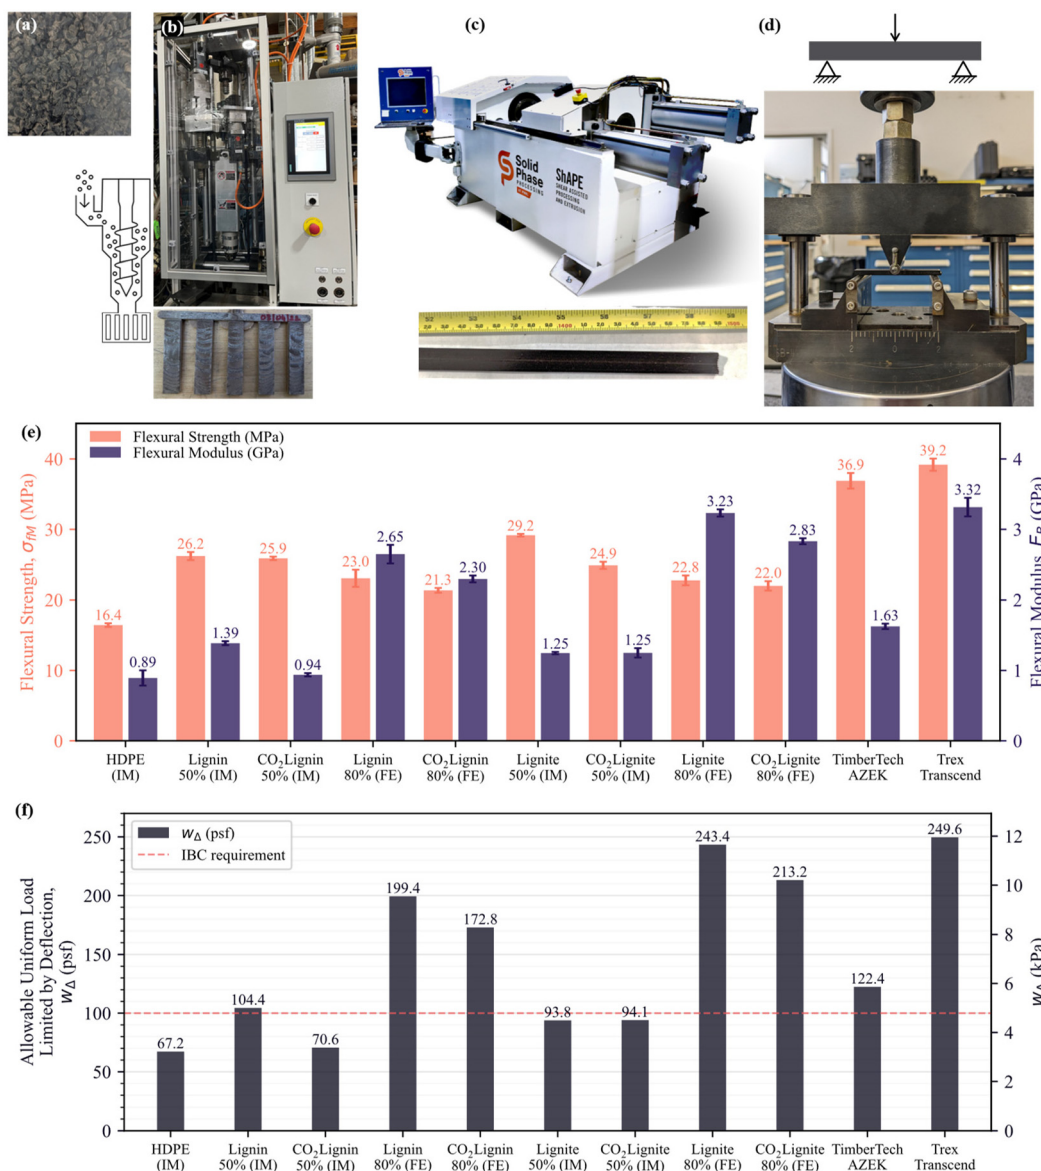 (a)
(b)
(c)
(d)
Solid
Phase
PROCESSING
ShAPE
SHEAR ASSISTED
PROCESSING
AND EXTRUSION
2 0 7
(e)
Flexural Strength (MPa)
Flexural Modulus (GPa)
Flexural Strength, σfM (MPa)
0
10
20
30
40
16.4
0.89
26.2
1.39
25.9
0.94
23.0
2.65
21.3
2.30
29.2
1.25
24.9
1.25
22.8
3.23
22.0
2.83
36.9
1.63
39.2
3.32
0
1
2
3
4
Flexural Modulus, EB (GPa)
HDPE
(IM)
Lignin
50% (IM)
CO2Lignin
50% (IM)
Lignin
80% (FE)
CO2Lignin
80% (FE)
Lignite
50% (IM)
CO2Lignite
50% (IM)
Lignite
80% (FE)
CO2Lignite
80% (FE)
TimberTech
AZEK
Trex
Transcend
(f)
wΔ (psf)
IBC requirement
Allowable Uniform Load
Limited by Deflection,
wΔ (psf)
0
50
100
150
200
250
67.2
104.4
70.6
199.4
172.8
93.8
94.1
243.4
213.2
122.4
249.6
0
2
4
6
8
10
12
wΔ (kPa)
HDPE
(IM)
Lignin
50% (IM)
CO2Lignin
50% (IM)
Lignin
80% (FE)
CO2Lignin
80% (FE)
Lignite
50% (IM)
CO2Lignite
50% (IM)
Lignite
80% (FE)
CO2Lignite
80% (FE)
TimberTech
AZEK
Trex
Transcend